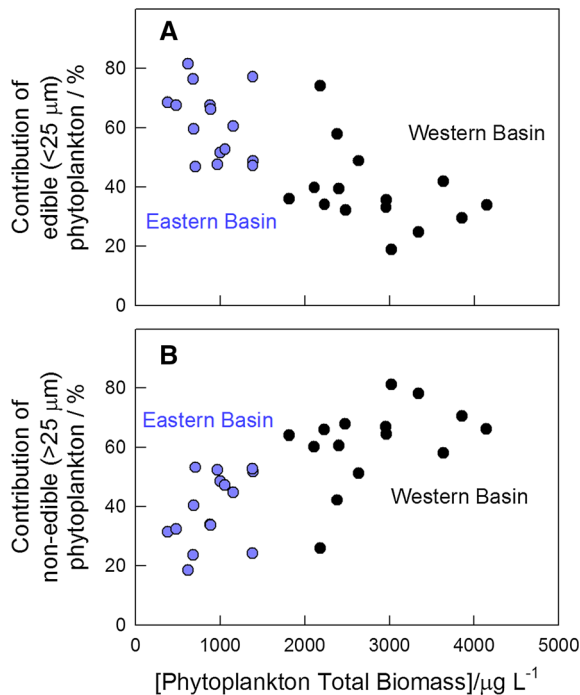 A
Contribution of
edible (<25 μm)
phytoplankton / %
80
60
40
20
0
Western Basin
Eastern Basin
B
Contribution of
non-edible (>25 μm)
phytoplankton / %
80
60
40
20
0
Eastern Basin
Western Basin
0 1000 2000 3000 4000 5000
[Phytoplankton Total Biomass]/μg L⁻¹